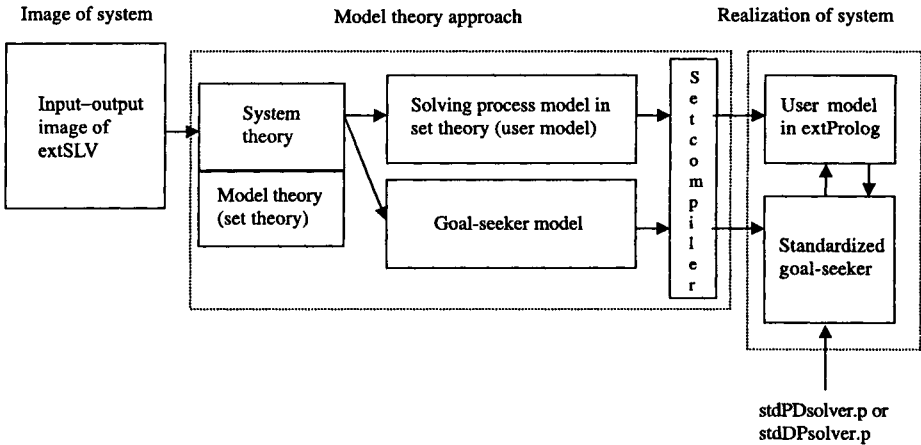 Image of system
Model theory approach
Realization of system
Input–output
image of
extSLV
System
theory
Model theory
(set theory)
Solving process model in
set theory (user model)
Goal-seeker model
Setcompiler
User model
in extProlog
Standardized
goal-seeker
stdPDsolver.p or
stdDPsolver.p